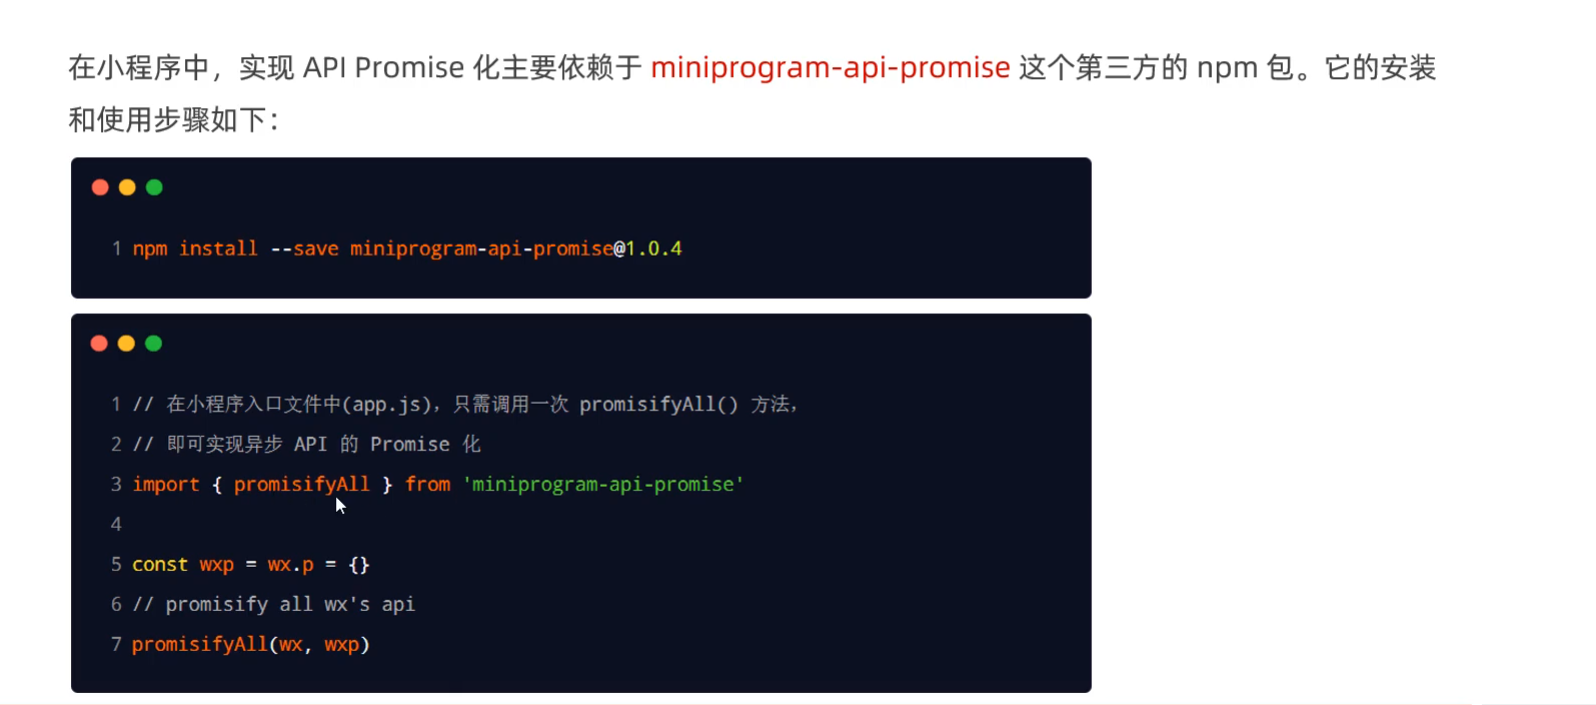 在小程序中，实现 API Promise 化主要依赖于 miniprogram-api-promise 这个第三方的 npm 包。它的安装
和使用步骤如下：
1 npm install --save miniprogram-api-promise@1.0.4
1 // 在小程序入口文件中(app.js)，只需调用一次 promisifyAll() 方法，
2 // 即可实现异步 API 的 Promise 化
3 import { promisifyAll } from 'miniprogram-api-promise'
4
5 const wxp = wx.p = {}
6 // promisify all wx's api
7 promisifyAll(wx, wxp)